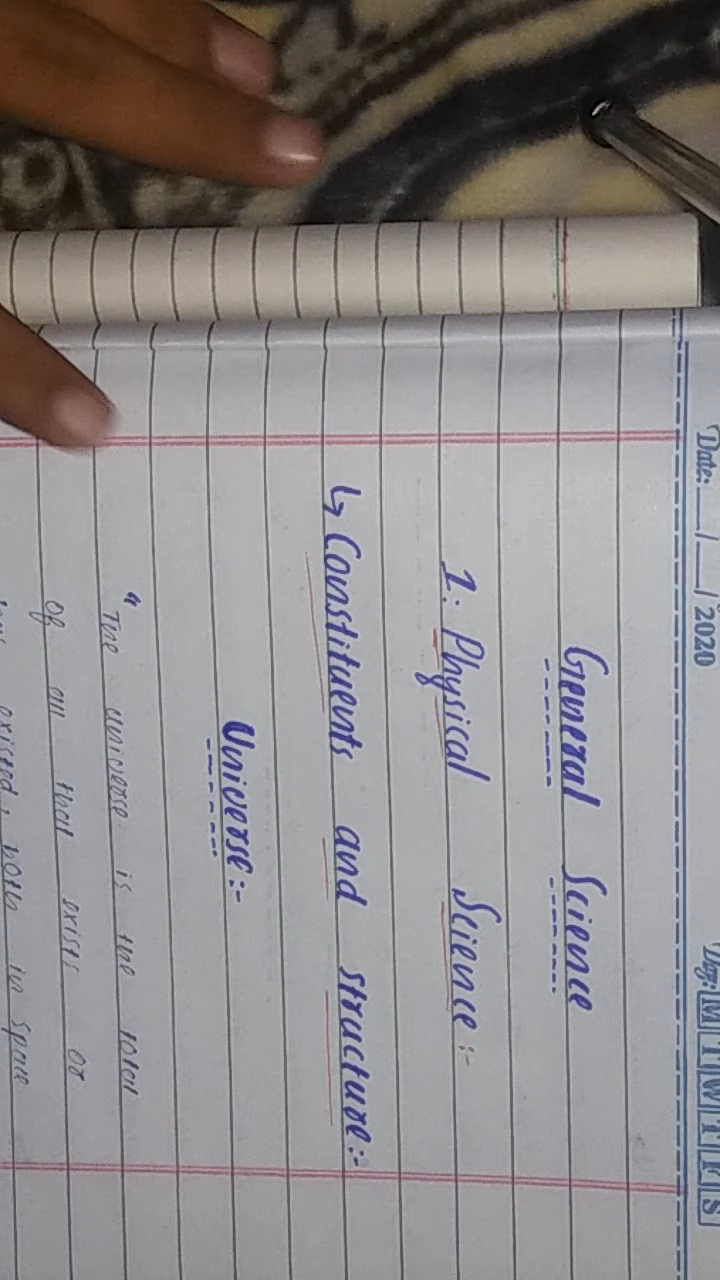 Date: __/__/2020 Day: M T W T F S
General Science
1: Physical Science :-
↳ Constituents and structure:-
Universe:-
"The universe is the total
of all that exists or
existed, both in space